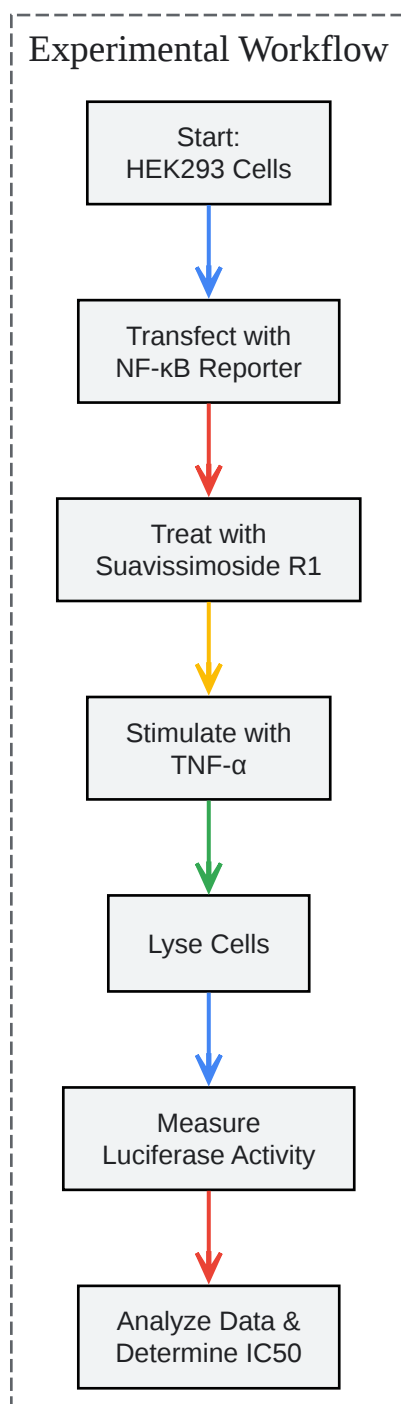 Experimental Workflow
Start:
HEK293 Cells
Transfect with
NF-κB Reporter
Treat with
Suavissimoside R1
Stimulate with
TNF-α
Lyse Cells
Measure
Luciferase Activity
Analyze Data &
Determine IC50